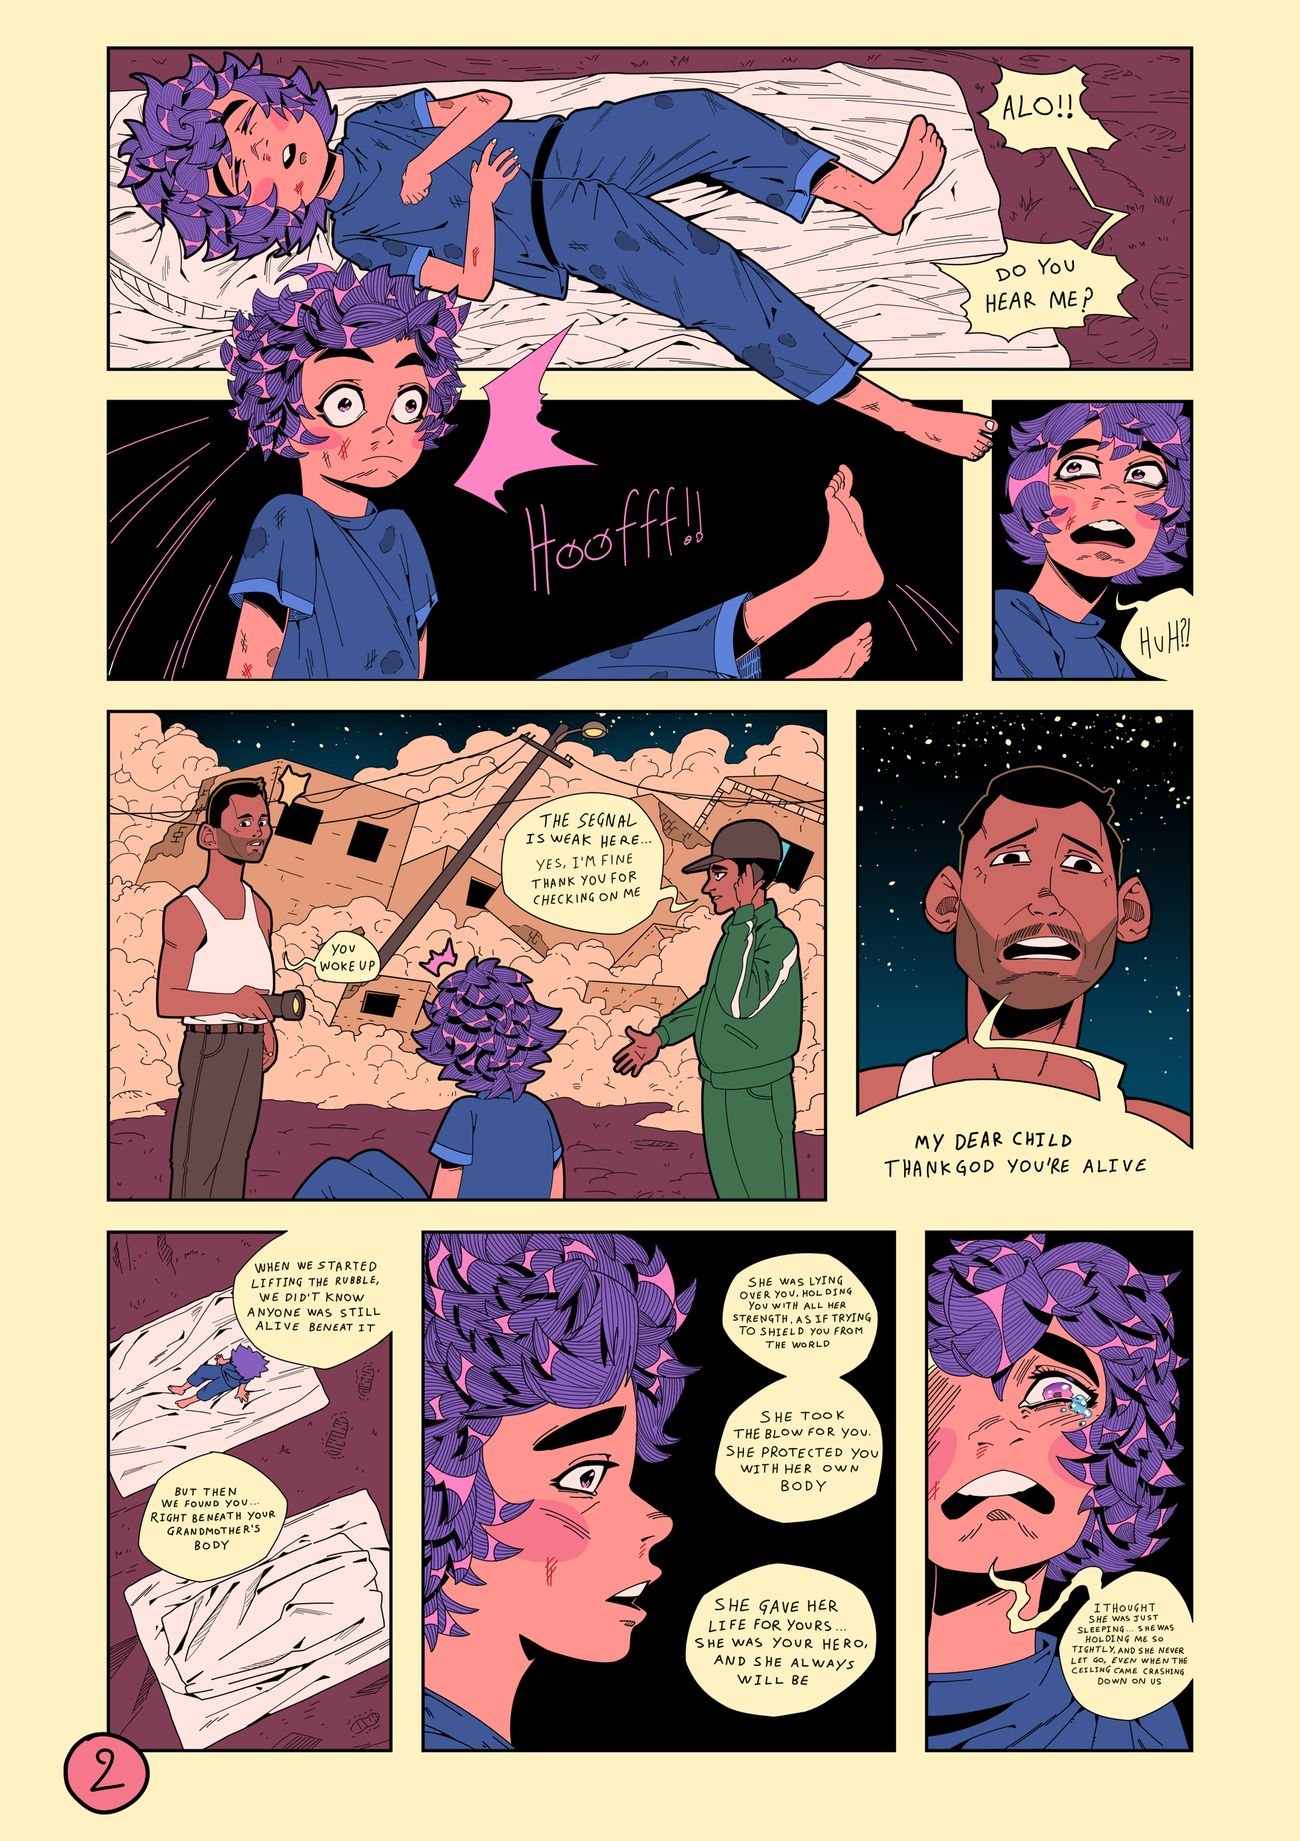 ALO!!
DO YOU
HEAR ME?
Hoofff!!
HUH?!
THE SEGNAL
IS WEAK HERE...
YES, I'M FINE
THANK YOU FOR
CHECKING ON ME
YOU
WOKE UP
MY DEAR CHILD
THANKGOD YOU'RE ALIVE
WHEN WE STARTED
LIFTING THE RUBBLE,
WE DID'T KNOW
ANYONE WAS STILL
ALIVE BENEAT IT
BUT THEN
WE FOUND YOU...
RIGHT BENEATH YOUR
GRANDMOTHER'S
BODY
SHE WAS LYING
OVER YOU, HOLDING
YOU WITH ALL HER
STRENGTH, AS IF TRYING
TO SHIELD YOU FROM
THE WORLD
SHE TOOK
THE BLOW FOR YOU.
SHE PROTECTED YOU
WITH HER OWN
BODY
SHE GAVE HER
LIFE FOR YOURS...
SHE WAS YOUR HERO,
AND SHE ALWAYS
WILL BE
I THOUGHT
SHE WAS JUST
SLEEPING... SHE WAS
HOLDING ME SO
TIGHTLY, AND SHE NEVER
LET GO, EVEN WHEN THE
CEILING CAME CRASHING
DOWN ON US
2